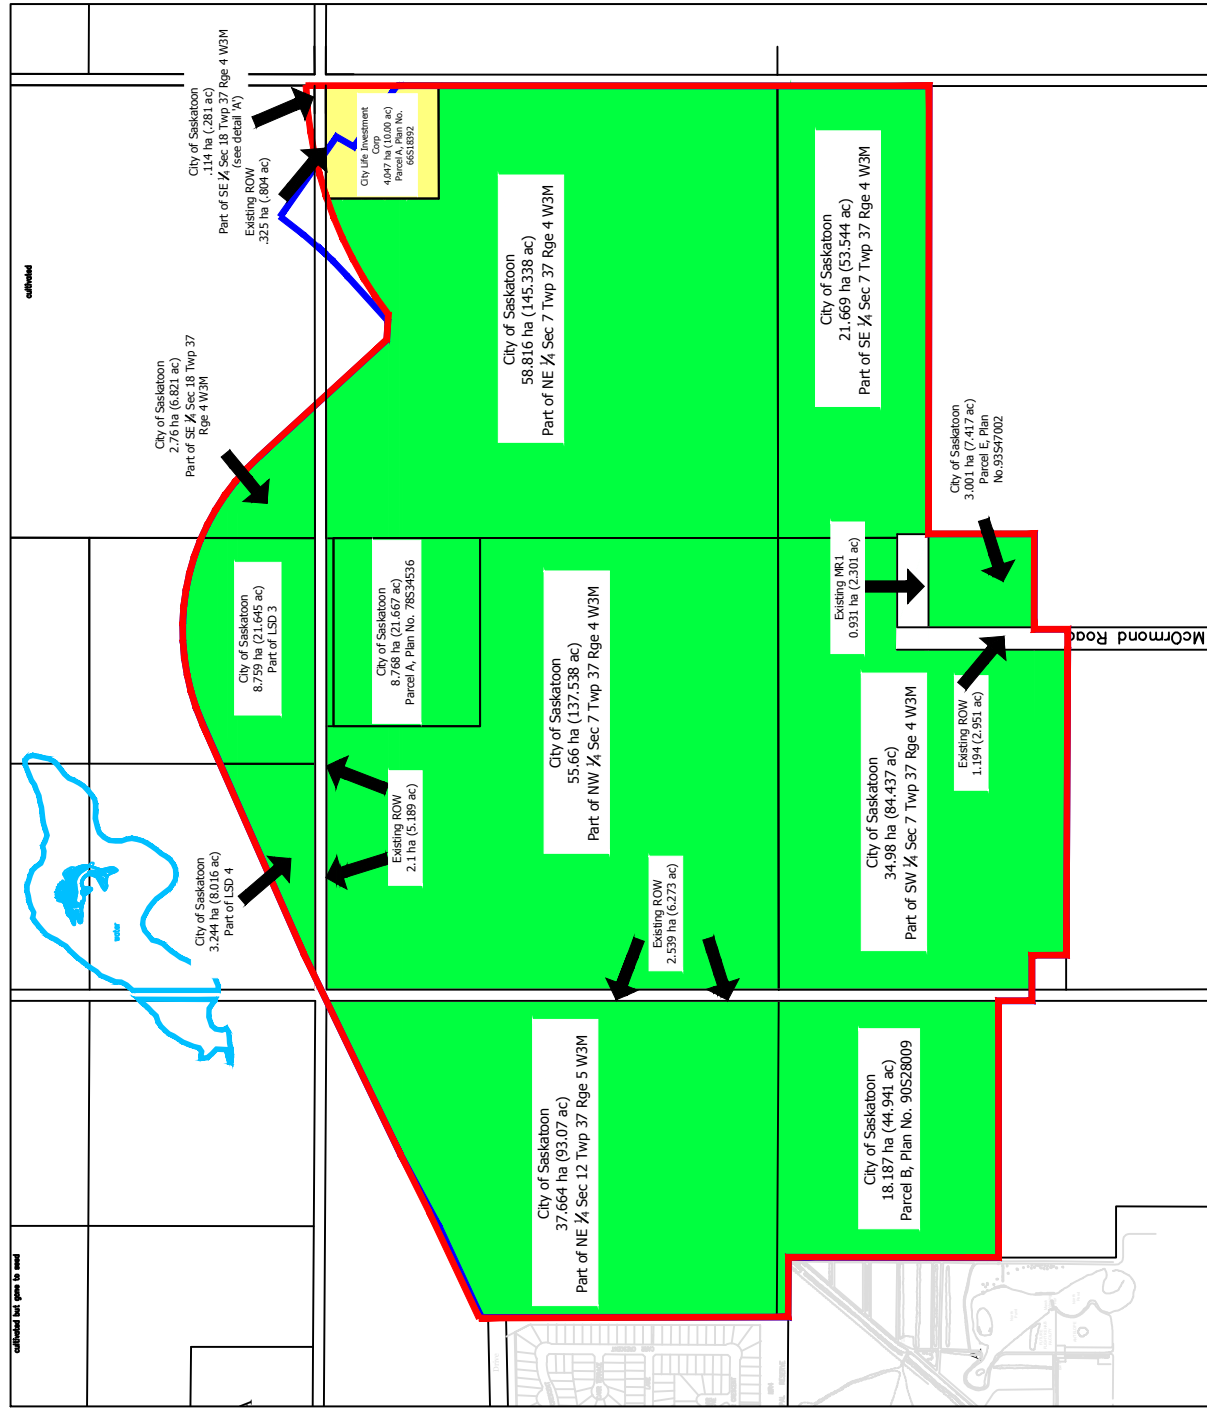 City of Saskatoon
.114 ha (.281 ac)
Part of SE ¼ Sec 18 Twp 37 Rge 4 W3M
(see detail 'A')
Existing ROW
.325 ha (.804 ac)
City Life Investment
Corp
4.047 ha (10.00 ac)
Parcel A, Plan No.
66S18392
cultivated
City of Saskatoon
2.76 ha (6.821 ac)
Part of SE ¼ Sec 18 Twp 37
Rge 4 W3M
City of Saskatoon
58.816 ha (145.338 ac)
Part of NE ¼ Sec 7 Twp 37 Rge 4 W3M
City of Saskatoon
21.669 ha (53.544 ac)
Part of SE ¼ Sec 7 Twp 37 Rge 4 W3M
City of Saskatoon
3.001 ha (7.417 ac)
Parcel E, Plan
No.93S47002
Existing MR1
0.931 ha (2.301 ac)
City of Saskatoon
8.759 ha (21.645 ac)
Part of LSD 3
City of Saskatoon
8.768 ha (21.667 ac)
Parcel A, Plan No. 78S34536
City of Saskatoon
55.66 ha (137.538 ac)
Part of NW ¼ Sec 7 Twp 37 Rge 4 W3M
McOrmond Road
City of Saskatoon
34.98 ha (84.437 ac)
Part of SW ¼ Sec 7 Twp 37 Rge 4 W3M
Existing ROW
1.194 (2.951 ac)
Existing ROW
2.1 ha (5.189 ac)
water
City of Saskatoon
3.244 ha (8.016 ac)
Part of LSD 4
Existing ROW
2.539 ha (6.273 ac)
City of Saskatoon
37.664 ha (93.07 ac)
Part of NE ¼ Sec 12 Twp 37 Rge 5 W3M
City of Saskatoon
18.187 ha (44.941 ac)
Parcel B, Plan No. 90S28009
cultivated but gone to seed